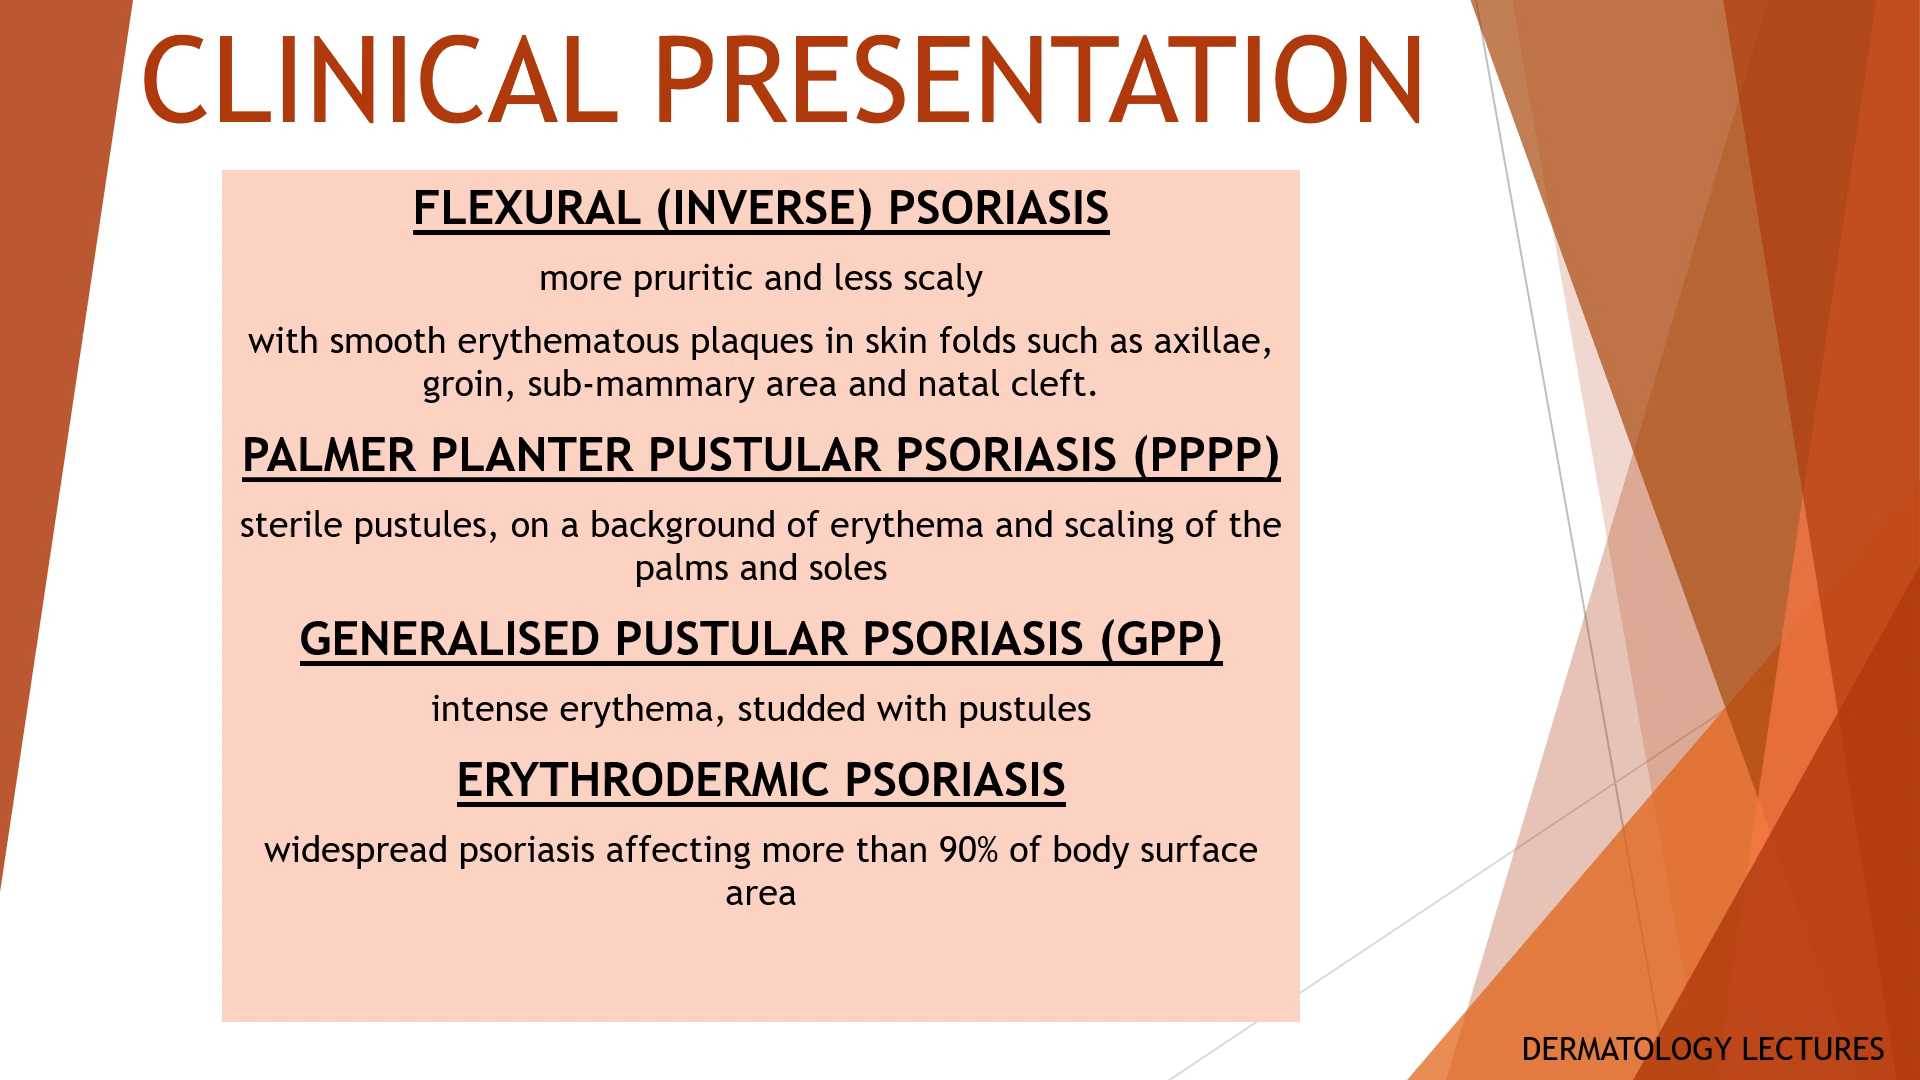 CLINICAL PRESENTATION
FLEXURAL (INVERSE) PSORIASIS
more pruritic and less scaly
with smooth erythematous plaques in skin folds such as axillae,
groin, sub-mammary area and natal cleft.
PALMER PLANTER PUSTULAR PSORIASIS (PPPP)
sterile pustules, on a background of erythema and scaling of the
palms and soles
GENERALISED PUSTULAR PSORIASIS (GPP)
intense erythema, studded with pustules
ERYTHRODERMIC PSORIASIS
widespread psoriasis affecting more than 90% of body surface
area
DERMATOLOGY LECTURES